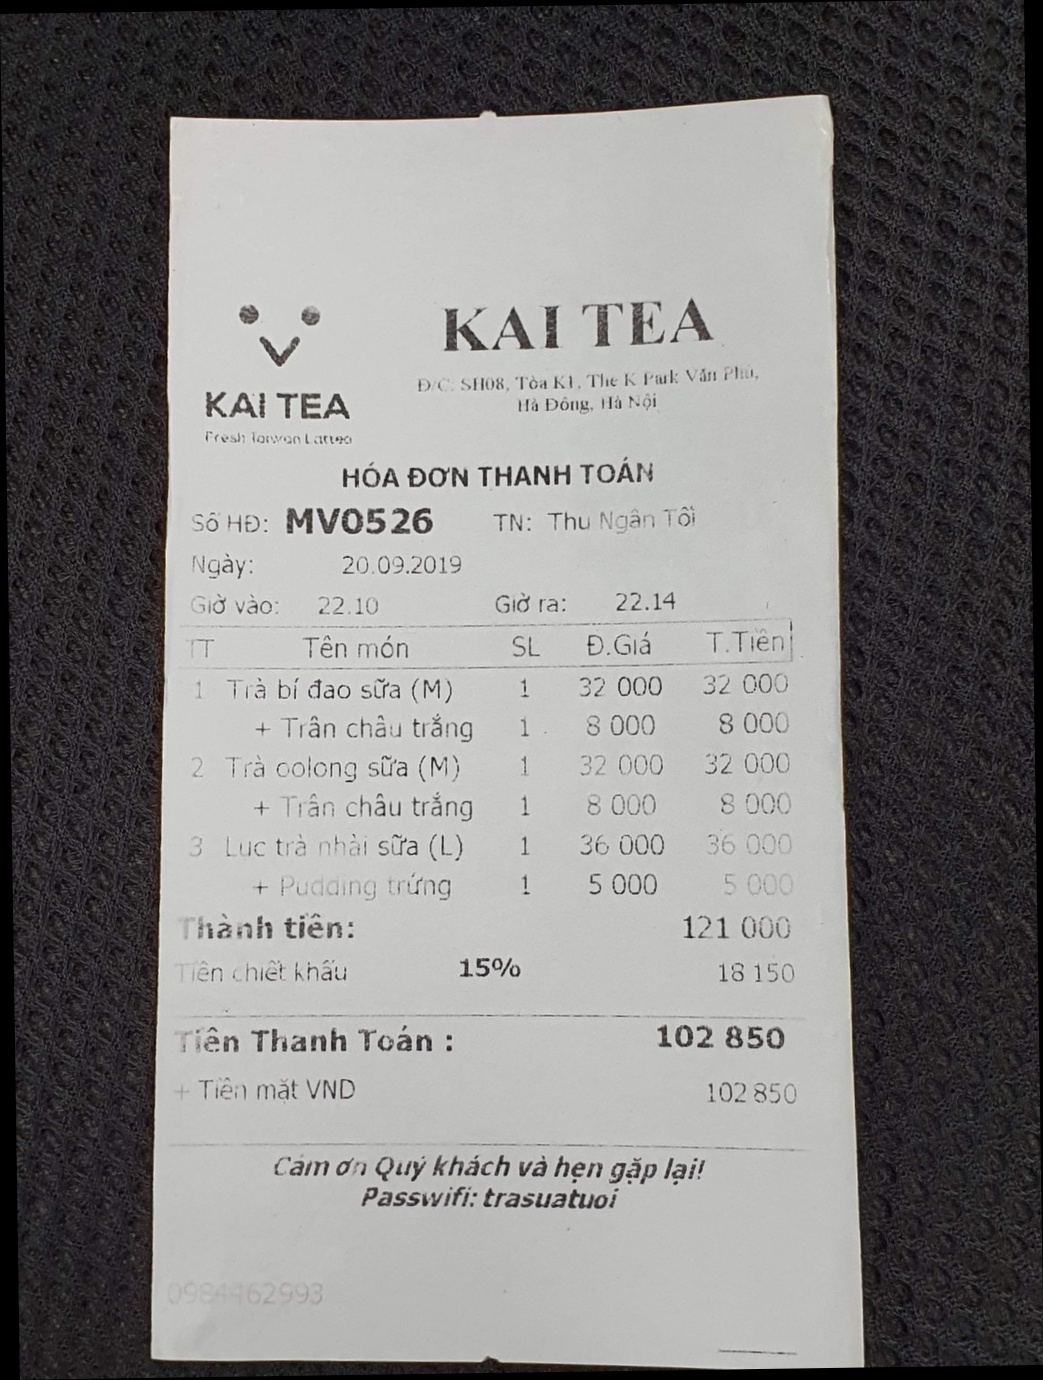 KAI TEA
KAI TEA
Fresh Taiwan Lattea
Đ/C: SH08, Tòa K1, The K Park Văn Phú,
Hà Đông, Hà Nội
HÓA ĐƠN THANH TOÁN
Số HĐ: MV0526 TN: Thu Ngân Tối
Ngày: 20.09.2019
Giờ vào: 22.10 Giờ ra: 22.14
TT Tên món SL Đ.Giá T.Tiền
1 Trà bí đao sữa (M) 1 32 000 32 000
+ Trân châu trắng 1 8 000 8 000
2 Trà oolong sữa (M) 1 32 000 32 000
+ Trân châu trắng 1 8 000 8 000
3 Luc trà nhài sữa (L) 1 36 000 36 000
+ Pudding trứng 1 5 000 5 000
Thành tiền: 121 000
Tiền chiết khấu 15% 18 150
Tiền Thanh Toán : 102 850
+ Tiền mặt VND 102 850
Cảm ơn Quý khách và hẹn gặp lại!
Passwifi: trasuatuoi
0984462993